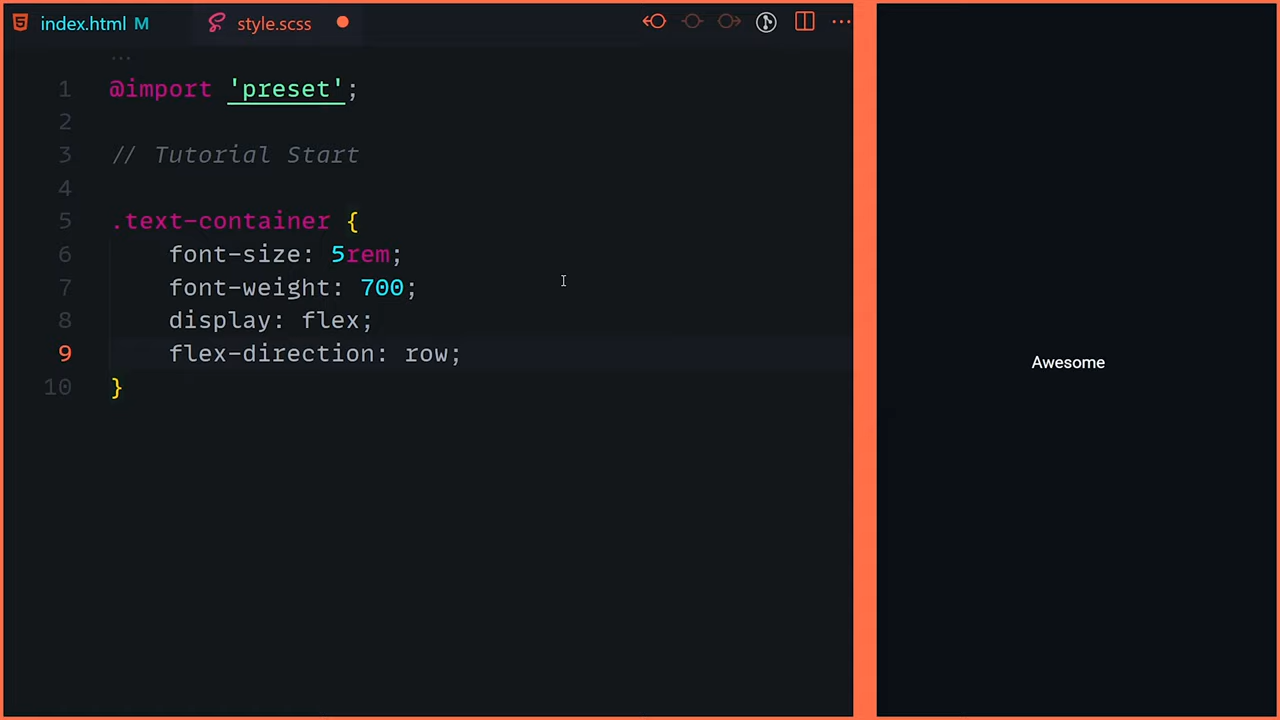 index.html M style.scss
...
1 @import 'preset';
2
3 // Tutorial Start
4
5 .text-container {
6 font-size: 5rem;
7 font-weight: 700;
8 display: flex;
9 flex-direction: row;
10 }
Awesome